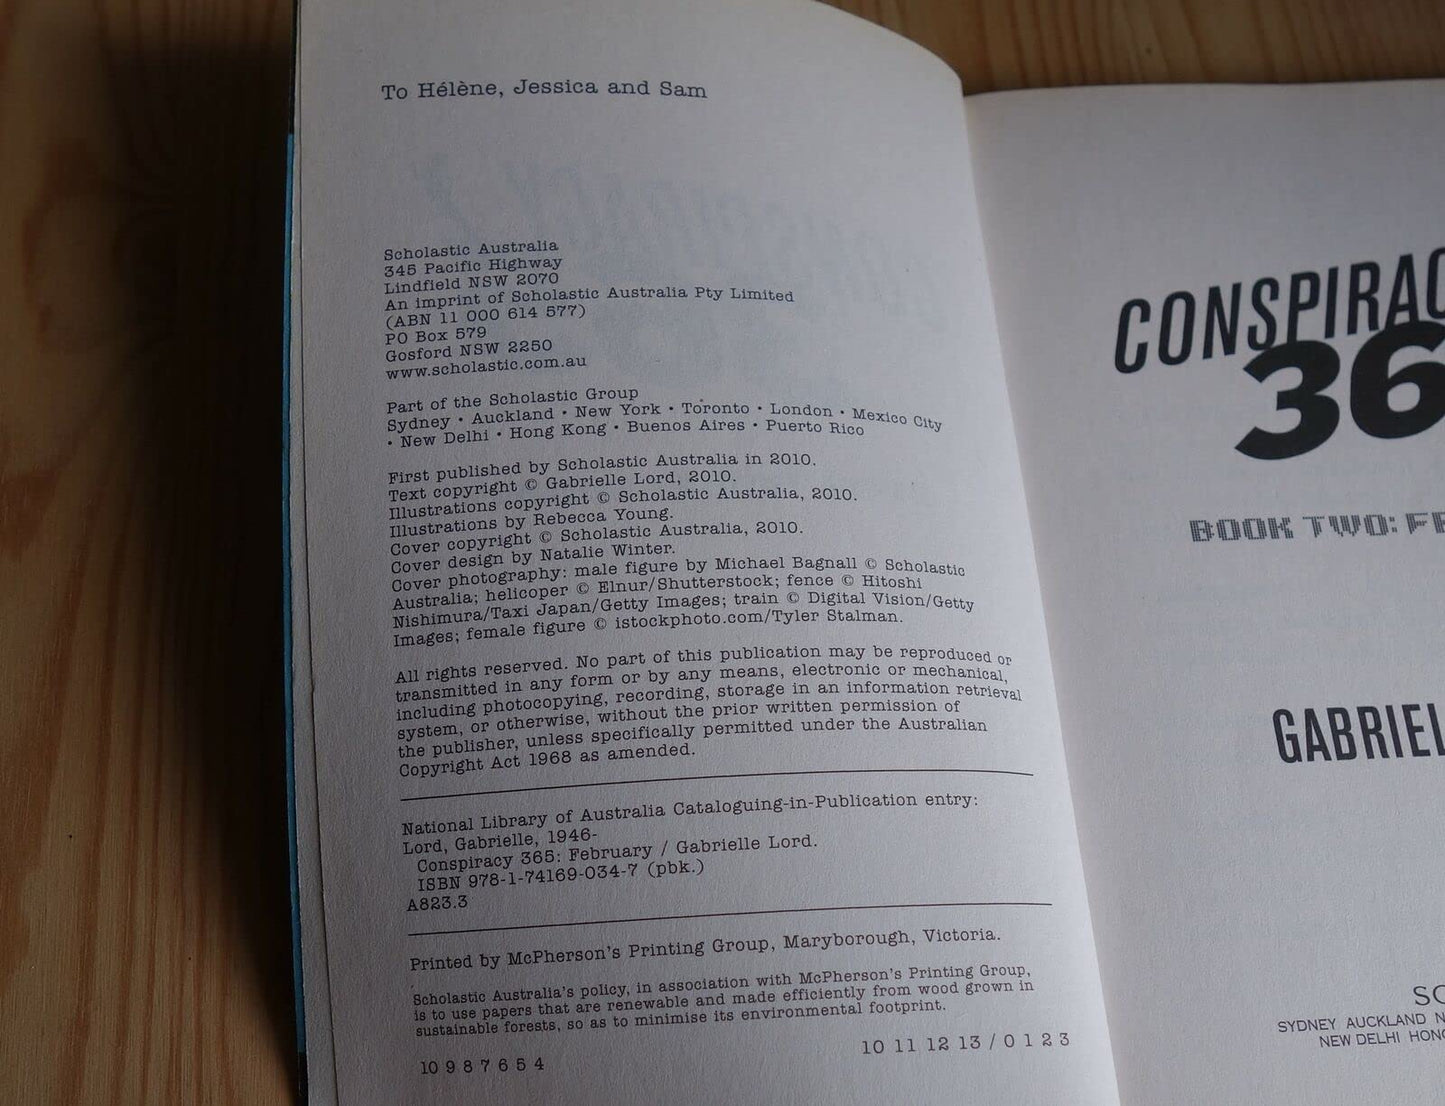 To Hélène, Jessica and Sam
Scholastic Australia
345 Pacific Highway
Lindfield NSW 2070
An imprint of Scholastic Australia Pty Limited
(ABN 11 000 614 577)
PO Box 579
Gosford NSW 2250
www.scholastic.com.au
Part of the Scholastic Group
Sydney • Auckland • New York • Toronto • London • Mexico City
• New Delhi • Hong Kong • Buenos Aires • Puerto Rico
First published by Scholastic Australia in 2010.
Text copyright © Gabrielle Lord, 2010.
Illustrations copyright © Scholastic Australia, 2010.
Illustrations by Rebecca Young.
Cover copyright © Scholastic Australia, 2010.
Cover design by Natalie Winter.
Cover photography: male figure by Michael Bagnall © Scholastic
Australia; helicoper © Elnur/Shutterstock; fence © Hitoshi
Nishimura/Taxi Japan/Getty Images; train © Digital Vision/Getty
Images; female figure © istockphoto.com/Tyler Stalman.
All rights reserved. No part of this publication may be reproduced or
transmitted in any form or by any means, electronic or mechanical,
including photocopying, recording, storage in an information retrieval
system, or otherwise, without the prior written permission of
the publisher, unless specifically permitted under the Australian
Copyright Act 1968 as amended.
National Library of Australia Cataloguing-in-Publication entry:
Lord, Gabrielle, 1946-
Conspiracy 365: February / Gabrielle Lord.
ISBN 978-1-74169-034-7 (pbk.)
A823.3
Printed by McPherson's Printing Group, Maryborough, Victoria.
Scholastic Australia's policy, in association with McPherson's Printing Group,
is to use papers that are renewable and made efficiently from wood grown in
sustainable forests, so as to minimise its environmental footprint.
10 9 8 7 6 5 4
10 11 12 13 / 0 1 2 3
CONSPIRAC
36
BOOK TWO: FE
GABRIEL
SC
SYDNEY AUCKLAND N
NEW DELHI HON